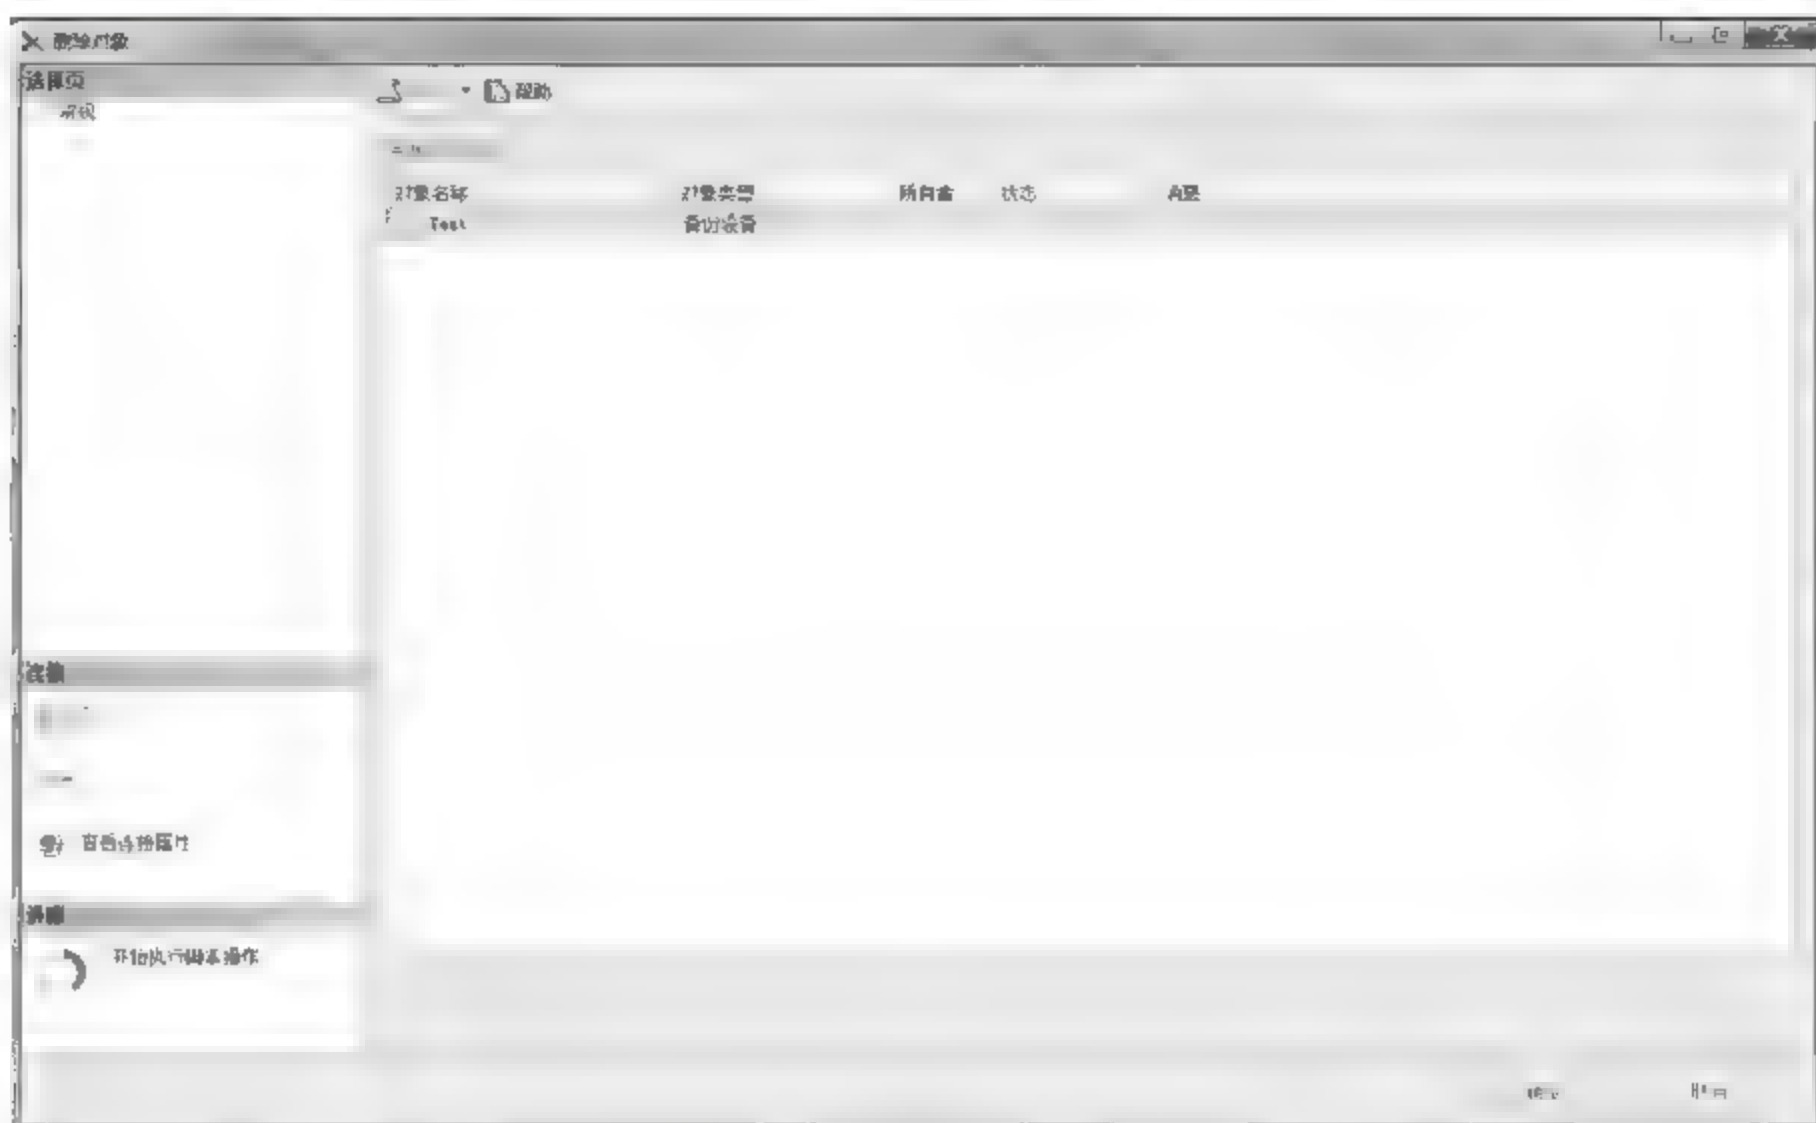 删除对象
选择页
常规
帮助
对象名称 对象类型 所有者 状态 消息
Test 备份设备
连接
查看连接属性
进度
开始执行脚本操作
确定 取消